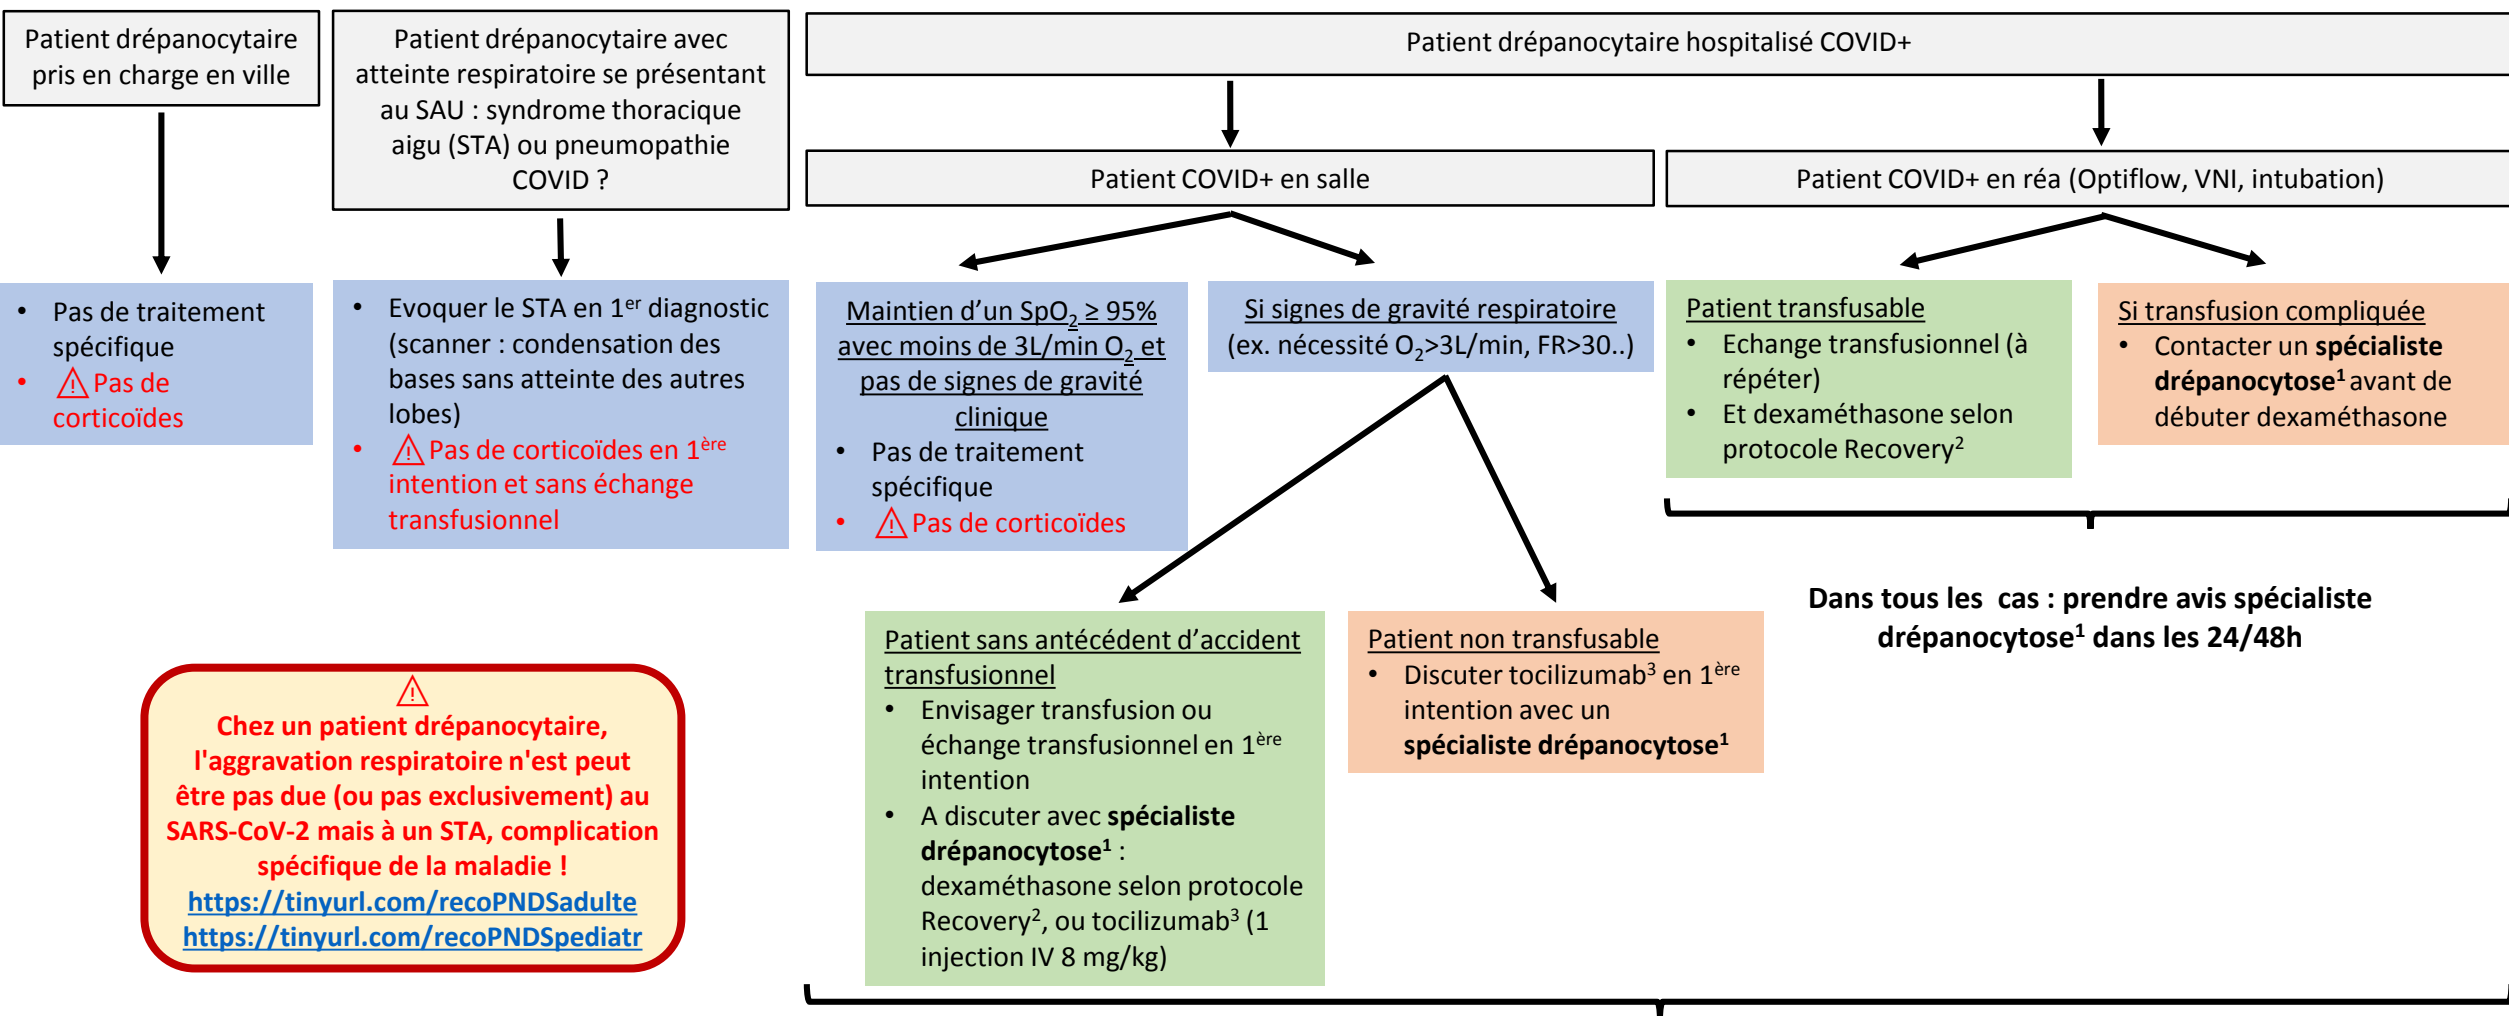 Patient drépanocytaire
pris en charge en ville
Patient drépanocytaire avec
atteinte respiratoire se présentant
au SAU : syndrome thoracique
aigu (STA) ou pneumopathie
COVID ?
Patient drépanocytaire hospitalisé COVID+
Patient COVID+ en salle
Patient COVID+ en réa (Optiflow, VNI, intubation)
• Pas de traitement
spécifique
• ⚠ Pas de
corticoïdes
• Evoquer le STA en 1er diagnostic
(scanner : condensation des
bases sans atteinte des autres
lobes)
• ⚠ Pas de corticoïdes en 1ère
intention et sans échange
transfusionnel
Maintien d’un SpO2 ≥ 95%
avec moins de 3L/min O2 et
pas de signes de gravité
clinique
• Pas de traitement
spécifique
• ⚠ Pas de corticoïdes
Si signes de gravité respiratoire
(ex. nécessité O2>3L/min, FR>30..)
Patient transfusable
• Echange transfusionnel (à
répéter)
• Et dexaméthasone selon
protocole Recovery2
Si transfusion compliquée
• Contacter un spécialiste
drépanocytose1 avant de
débuter dexaméthasone
Patient sans antécédent d’accident
transfusionnel
• Envisager transfusion ou
échange transfusionnel en 1ère
intention
• A discuter avec spécialiste
drépanocytose1 :
dexaméthasone selon protocole
Recovery2, ou tocilizumab3 (1
injection IV 8 mg/kg)
Patient non transfusable
• Discuter tocilizumab3 en 1ère
intention avec un
spécialiste drépanocytose1
Dans tous les cas : prendre avis spécialiste
drépanocytose1 dans les 24/48h
⚠
Chez un patient drépanocytaire,
l'aggravation respiratoire n'est peut
être pas due (ou pas exclusivement) au
SARS-CoV-2 mais à un STA, complication
spécifique de la maladie !
https://tinyurl.com/recoPNDSadulte
https://tinyurl.com/recoPNDSpediatr